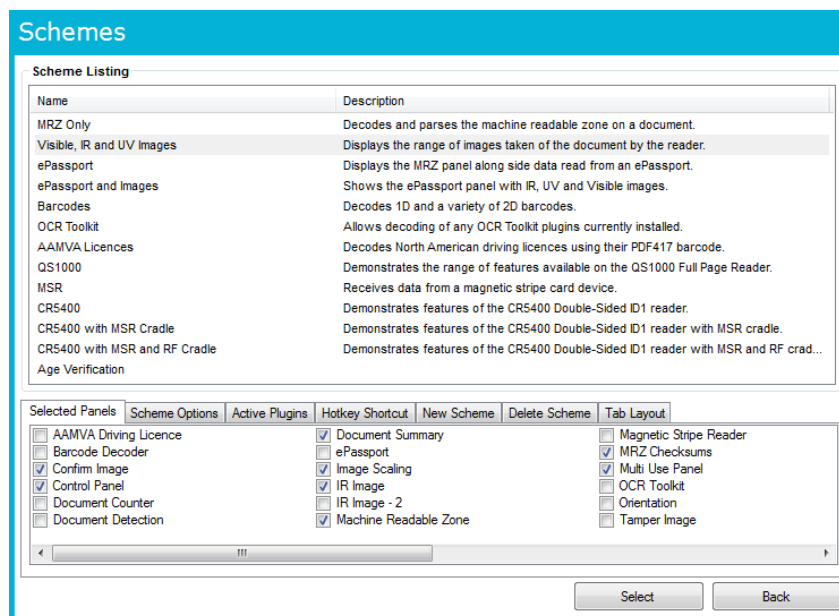 Schemes
Scheme Listing
Name Description
MRZ Only Decodes and parses the machine readable zone on a document.
Visible, IR and UV Images Displays the range of images taken of the document by the reader.
ePassport Displays the MRZ panel along side data read from an ePassport.
ePassport and Images Shows the ePassport panel with IR, UV and Visible images.
Barcodes Decodes 1D and a variety of 2D barcodes.
OCR Toolkit Allows decoding of any OCR Toolkit plugins currently installed.
AAMVA Licences Decodes North American driving licences using their PDF417 barcode.
QS1000 Demonstrates the range of features available on the QS1000 Full Page Reader.
MSR Receives data from a magnetic stripe card device.
CR5400 Demonstrates features of the CR5400 Double-Sided ID1 reader.
CR5400 with MSR Cradle Demonstrates features of the CR5400 Double-Sided ID1 reader with MSR cradle.
CR5400 with MSR and RF Cradle Demonstrates features of the CR5400 Double-Sided ID1 reader with MSR and RF crad...
Age Verification
Selected Panels Scheme Options Active Plugins Hotkey Shortcut New Scheme Delete Scheme Tab Layout
AAMVA Driving Licence Document Summary Magnetic Stripe Reader
Barcode Decoder ePassport MRZ Checksums
Confirm Image Image Scaling Multi Use Panel
Control Panel IR Image OCR Toolkit
Document Counter IR Image - 2 Orientation
Document Detection Machine Readable Zone Tamper Image
Select Back